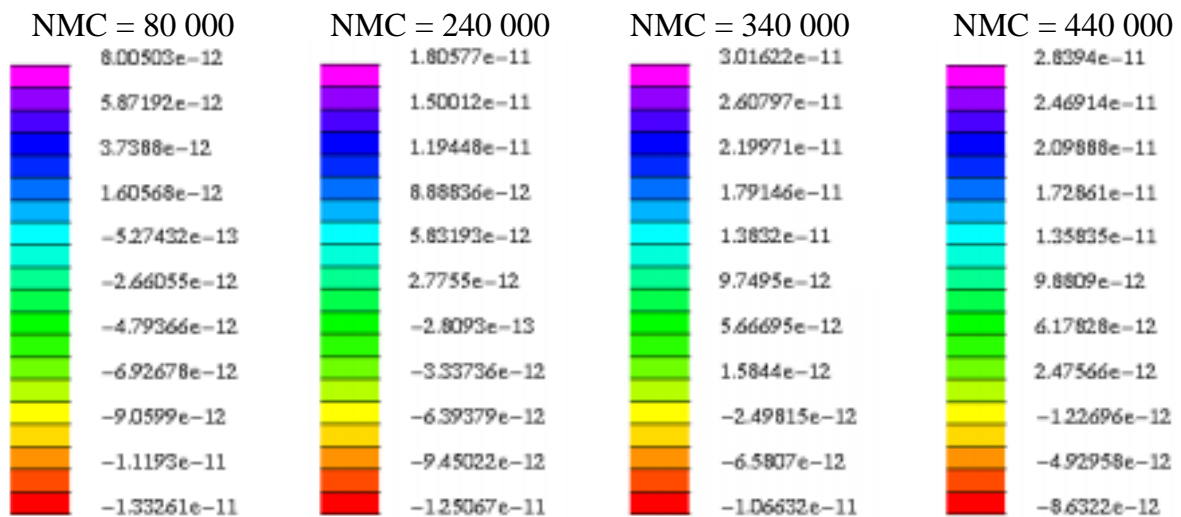 NMC = 80 000 NMC = 240 000 NMC = 340 000 NMC = 440 000
8.00503e-12 1.80577e-11 3.01622e-11 2.8394e-11
5.87192e-12 1.50012e-11 2.60797e-11 2.46914e-11
3.7388e-12 1.19448e-11 2.19971e-11 2.09888e-11
1.60568e-12 8.88836e-12 1.79146e-11 1.72861e-11
-5.27432e-13 5.83193e-12 1.3832e-11 1.35835e-11
-2.66055e-12 2.7755e-12 9.7495e-12 9.8809e-12
-4.79366e-12 -2.8093e-13 5.66695e-12 6.17828e-12
-6.92678e-12 -3.33736e-12 1.5844e-12 2.47566e-12
-9.0599e-12 -6.39379e-12 -2.49815e-12 -1.22696e-12
-1.1193e-11 -9.45022e-12 -6.5807e-12 -4.92958e-12
-1.33261e-11 -1.25067e-11 -1.06632e-11 -8.6322e-12